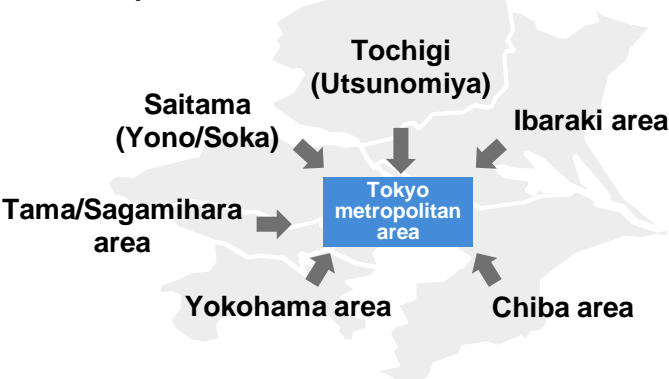 Tochigi
(Utsunomiya)
Saitama
(Yono/Soka)
Ibaraki area
Tokyo
metropolitan
area
Tama/Sagamihara
area
Yokohama area
Chiba area